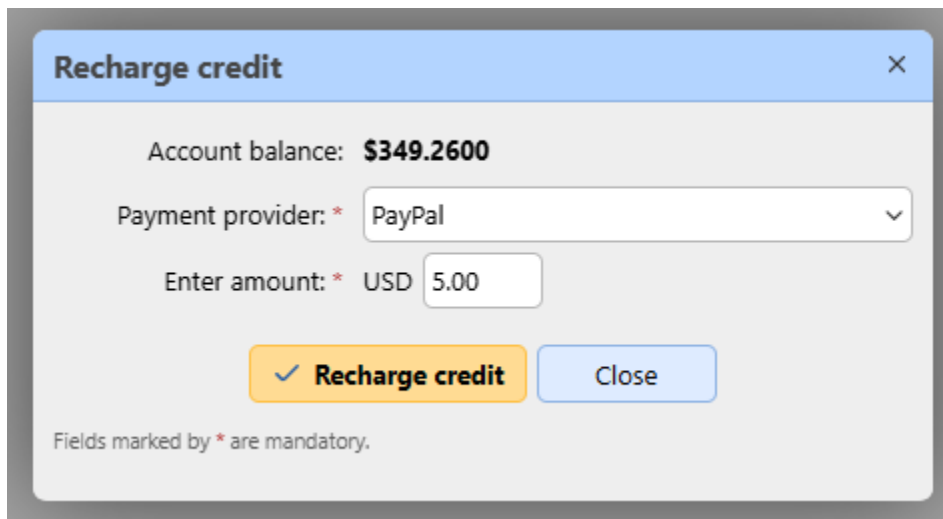 Recharge credit ×
Account balance: $349.2600
Payment provider: * PayPal
Enter amount: * USD 5.00
Recharge credit Close
Fields marked by * are mandatory.